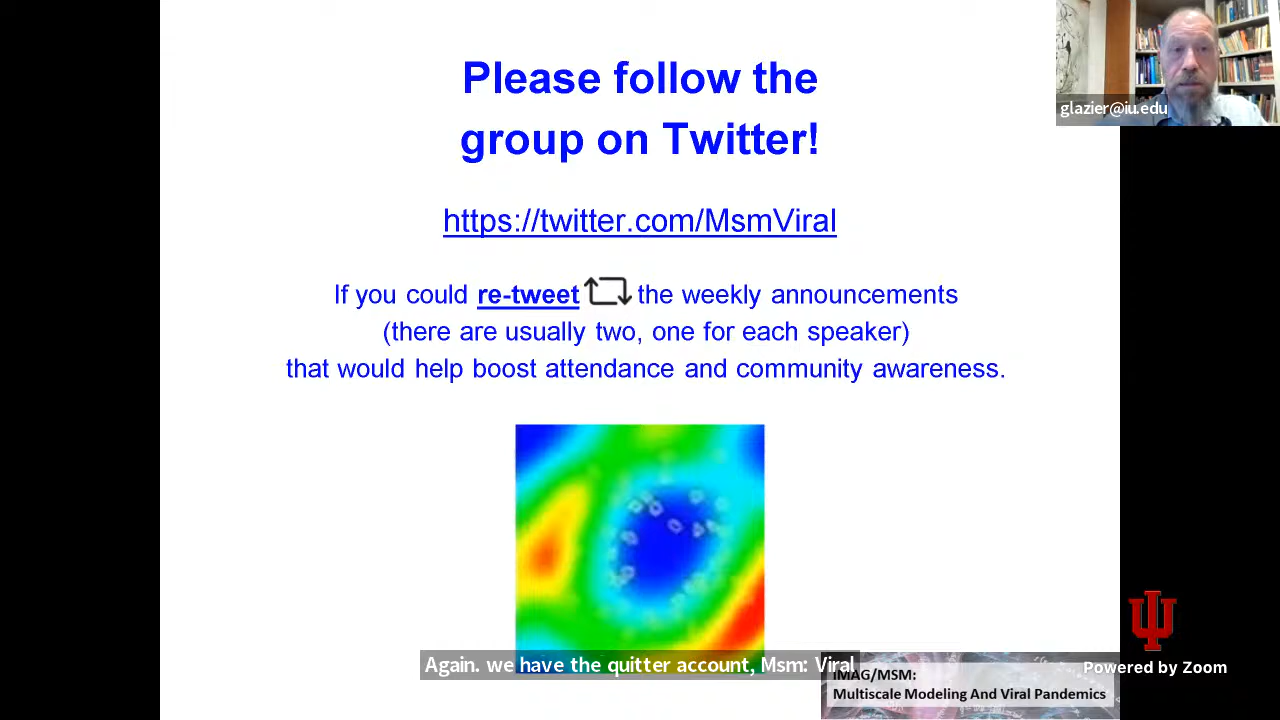 Please follow the
group on Twitter!
https://twitter.com/MsmViral
If you could re-tweet the weekly announcements
(there are usually two, one for each speaker)
that would help boost attendance and community awareness.
glazier@iu.edu
Again. we have the quitter account, Msm: Viral
IMAG/MSM:
Multiscale Modeling And Viral Pandemics
Powered by Zoom